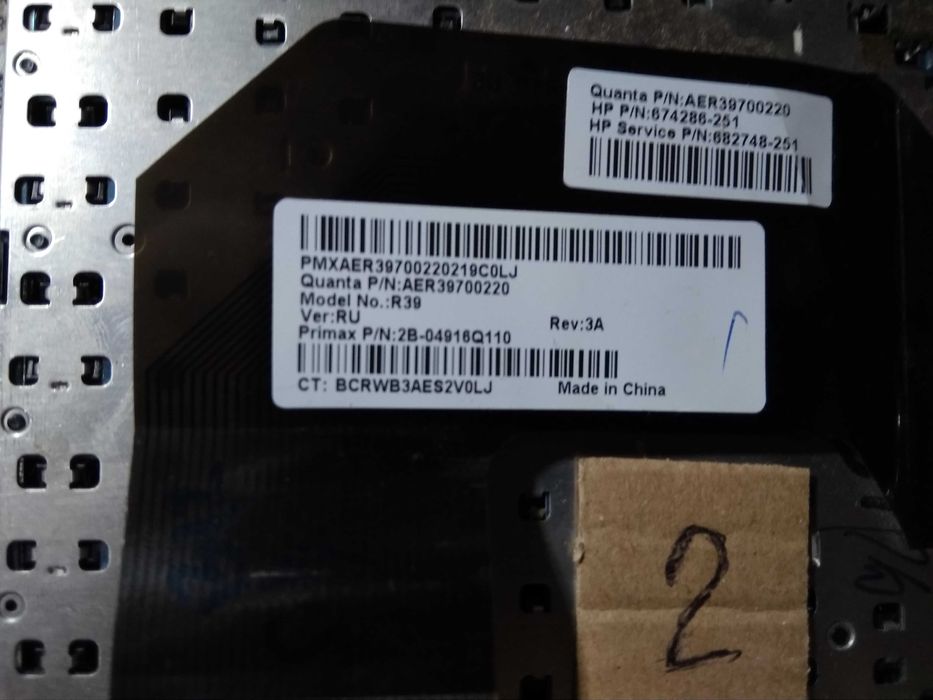 Quanta P/N:AER39700220
HP P/N:674286-251
HP Service P/N:682748-251
PMXAER39700220219C0LJ
Quanta P/N:AER39700220
Model No.:R39
Ver:RU
Rev:3A
Primax P/N:2B-04916Q110
CT: BCRWB3AES2V0LJ
Made in China
2